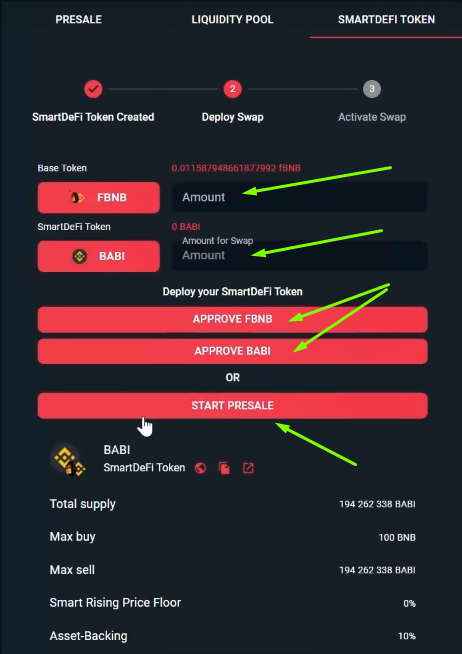 PRESALE LIQUIDITY POOL SMARTDEFI TOKEN
2 3
SmartDeFi Token Created Deploy Swap Activate Swap
Base Token 0.011587948661877992 fBNB
FBNB Amount
SmartDeFi Token 0 BABI
Amount for Swap
BABI Amount
Deploy your SmartDeFi Token
APPROVE FBNB
APPROVE BABI
OR
START PRESALE
BABI
SmartDeFi Token
Total supply 194 262 338 BABI
Max buy 100 BNB
Max sell 194 262 338 BABI
Smart Rising Price Floor 0%
Asset-Backing 10%